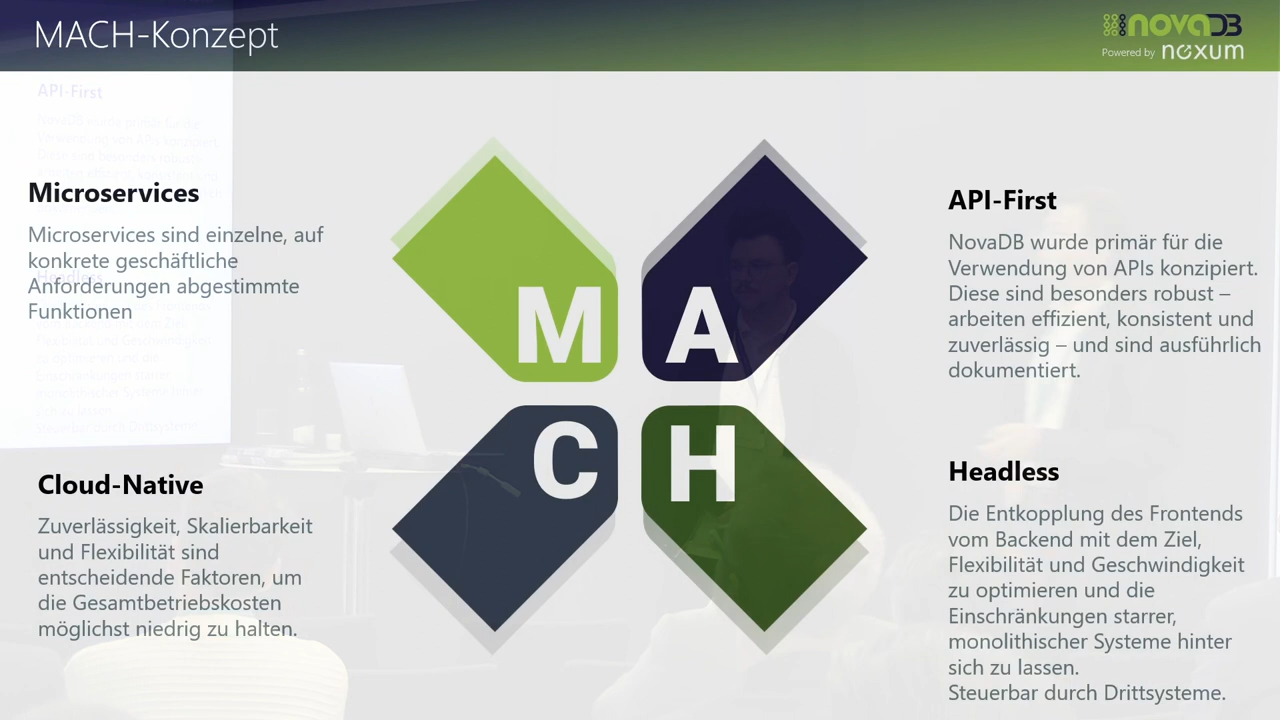 MACH-Konzept
novaDB
Powered by nexum
API-First
Microservices
Microservices sind einzelne, auf
konkrete geschäftliche
Anforderungen abgestimmte
Funktionen
M
A
API-First
NovaDB wurde primär für die
Verwendung von APIs konzipiert.
Diese sind besonders robust –
arbeiten effizient, konsistent und
zuverlässig – und sind ausführlich
dokumentiert.
Headless
C
H
Cloud-Native
Zuverlässigkeit, Skalierbarkeit
und Flexibilität sind
entscheidende Faktoren, um
die Gesamtbetriebskosten
möglichst niedrig zu halten.
Headless
Die Entkopplung des Frontends
vom Backend mit dem Ziel,
Flexibilität und Geschwindigkeit
zu optimieren und die
Einschränkungen starrer,
monolithischer Systeme hinter
sich zu lassen.
Steuerbar durch Drittsysteme.